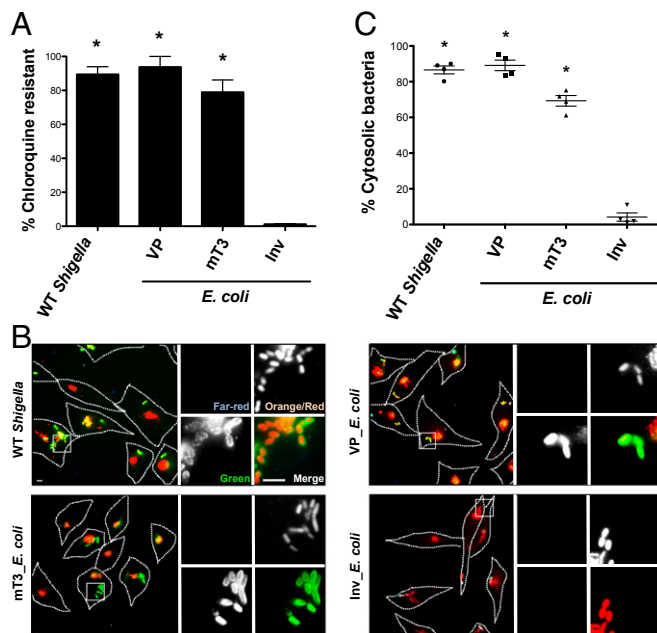 A
% Chloroquine resistant
100
80
60
40
20
0
*
*
*
WT Shigella
VP
mT3
Inv
E. coli
C
% Cytosolic bacteria
100
80
60
40
20
0
*
*
*
WT Shigella
VP
mT3
Inv
E. coli
B
WT Shigella
Far-red
Orange/Red
Green
Merge
VP_E. coli
mT3_E. coli
Inv_E. coli